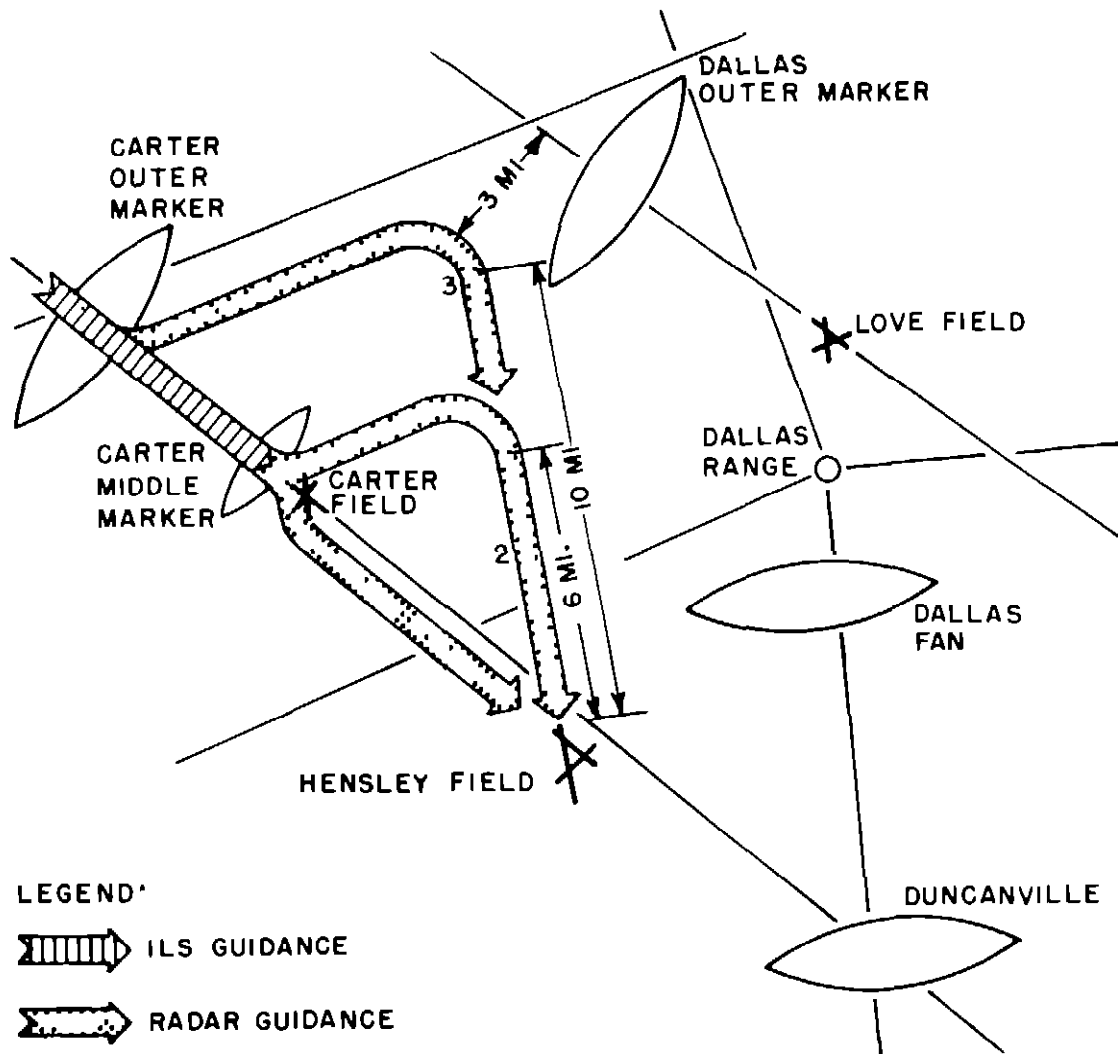 DALLAS
OUTER MARKER
CARTER
OUTER
MARKER
3 MI.
3
LOVE FIELD
DALLAS
RANGE
CARTER
MIDDLE
MARKER
CARTER
FIELD
2
6 MI.
10 MI
DALLAS
FAN
HENSLEY FIELD
DUNCANVILLE
LEGEND'
ILS GUIDANCE
RADAR GUIDANCE